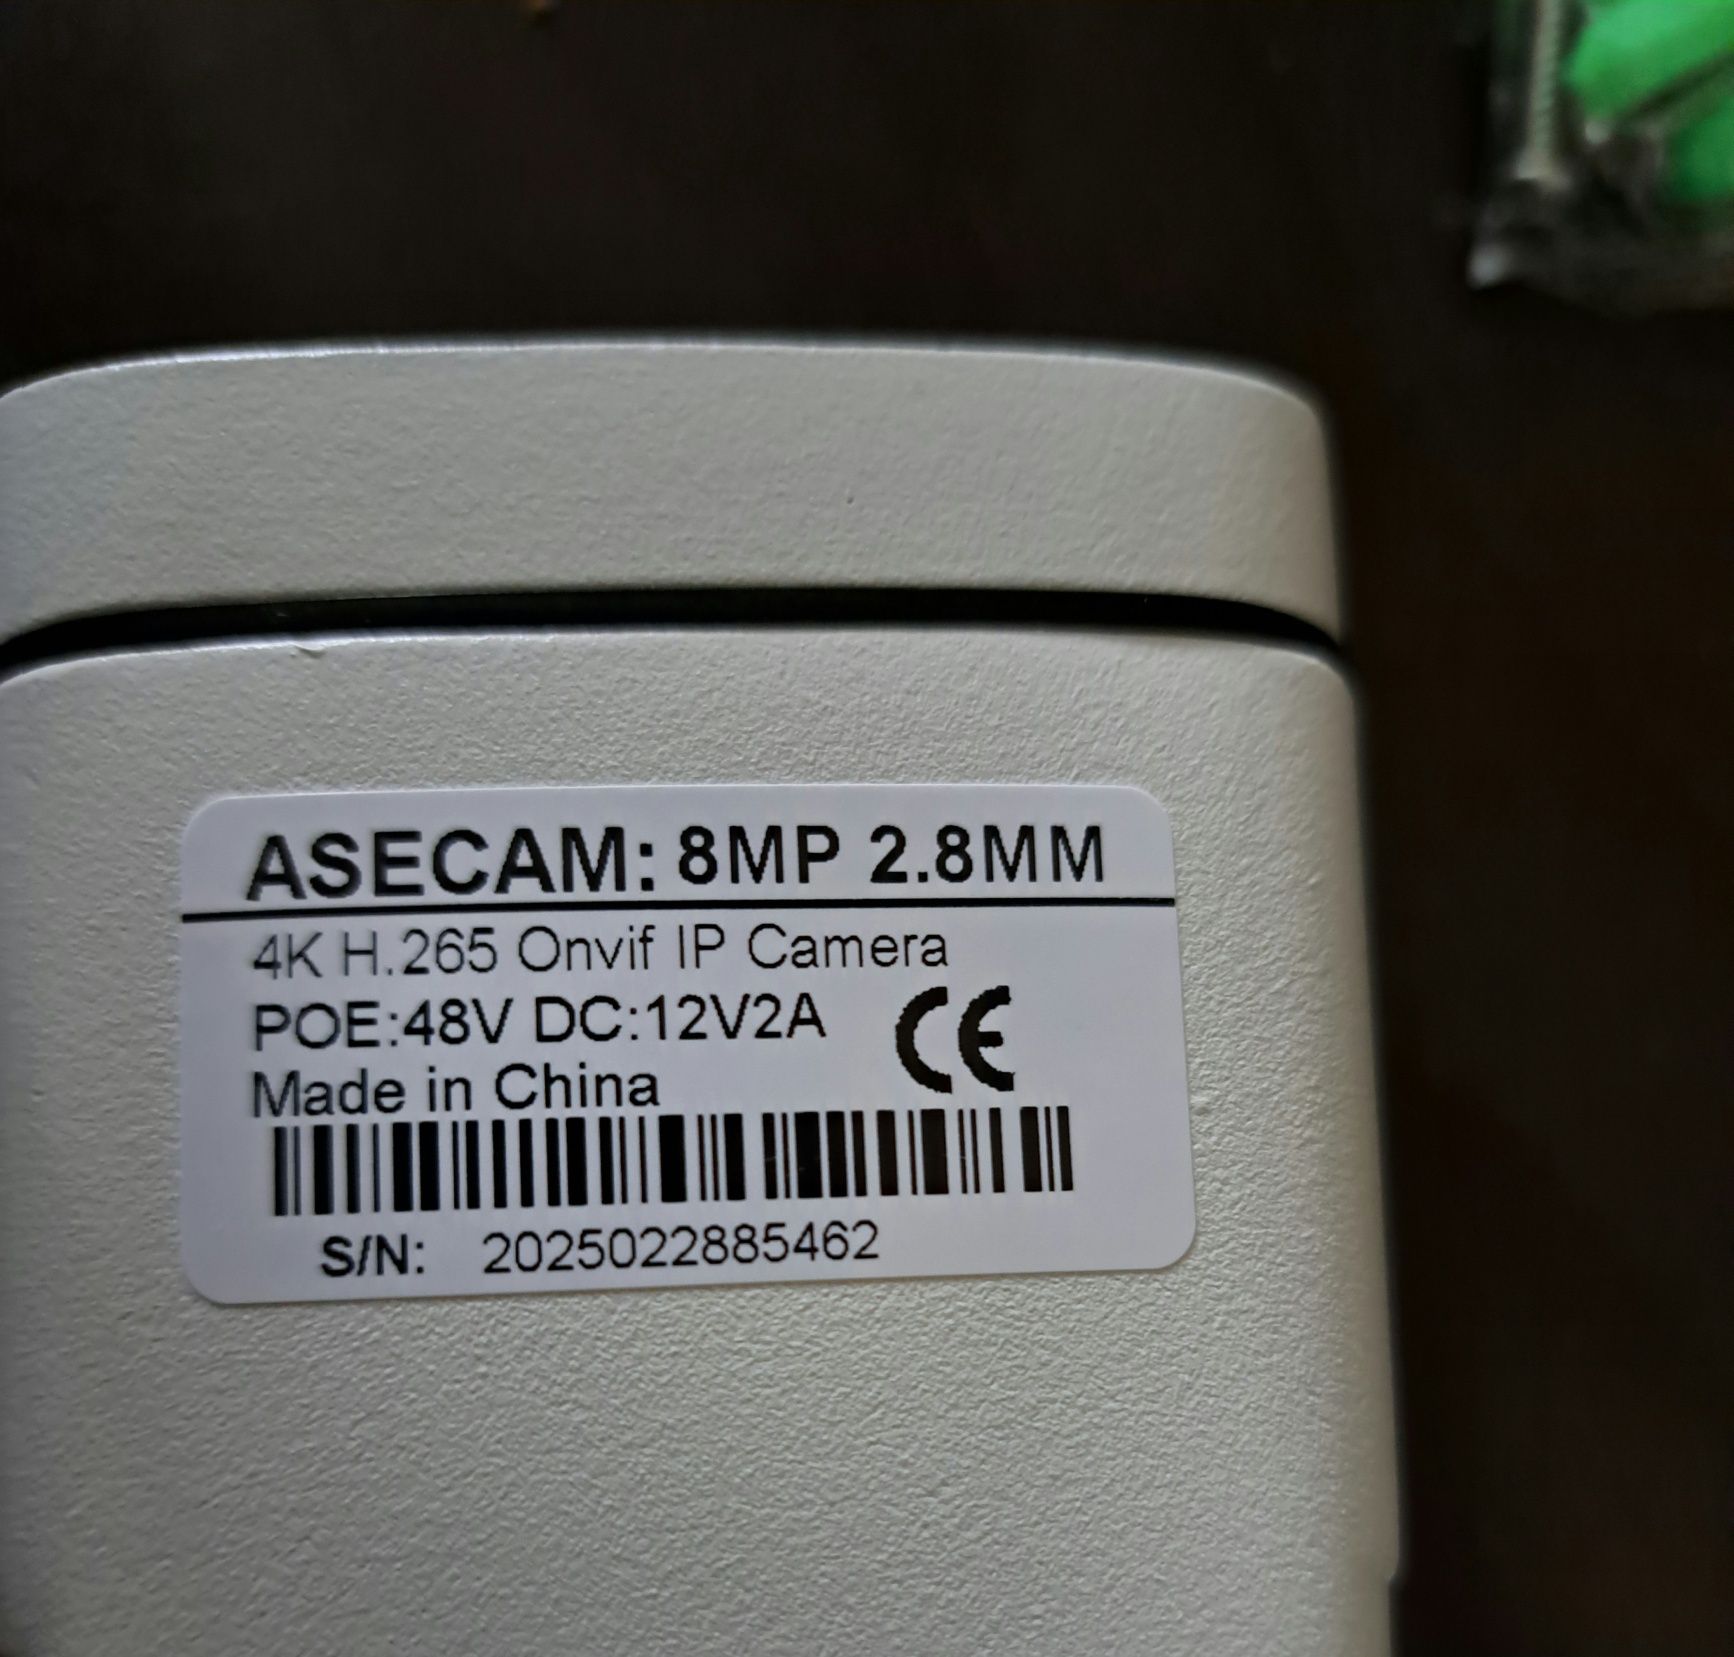 ASECAM: 8MP 2.8MM
4K H.265 Onvif IP Camera
POE:48V DC:12V2A
CE
Made in China
S/N: 2025022885462